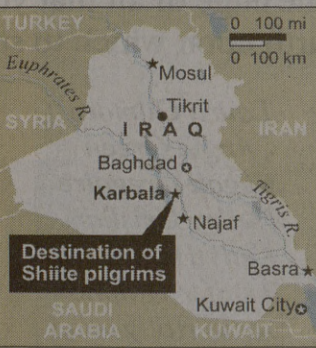 TURKEY
0 100 mi
0 100 km
Euphrates R.
Mosul
Tikrit
SYRIA
IRAQ
IRAN
Baghdad
Karbala
Tigris R.
Najaf
Destination of
Shiite pilgrims
Basra
Kuwait City
SAUDI
ARABIA
KUWAIT